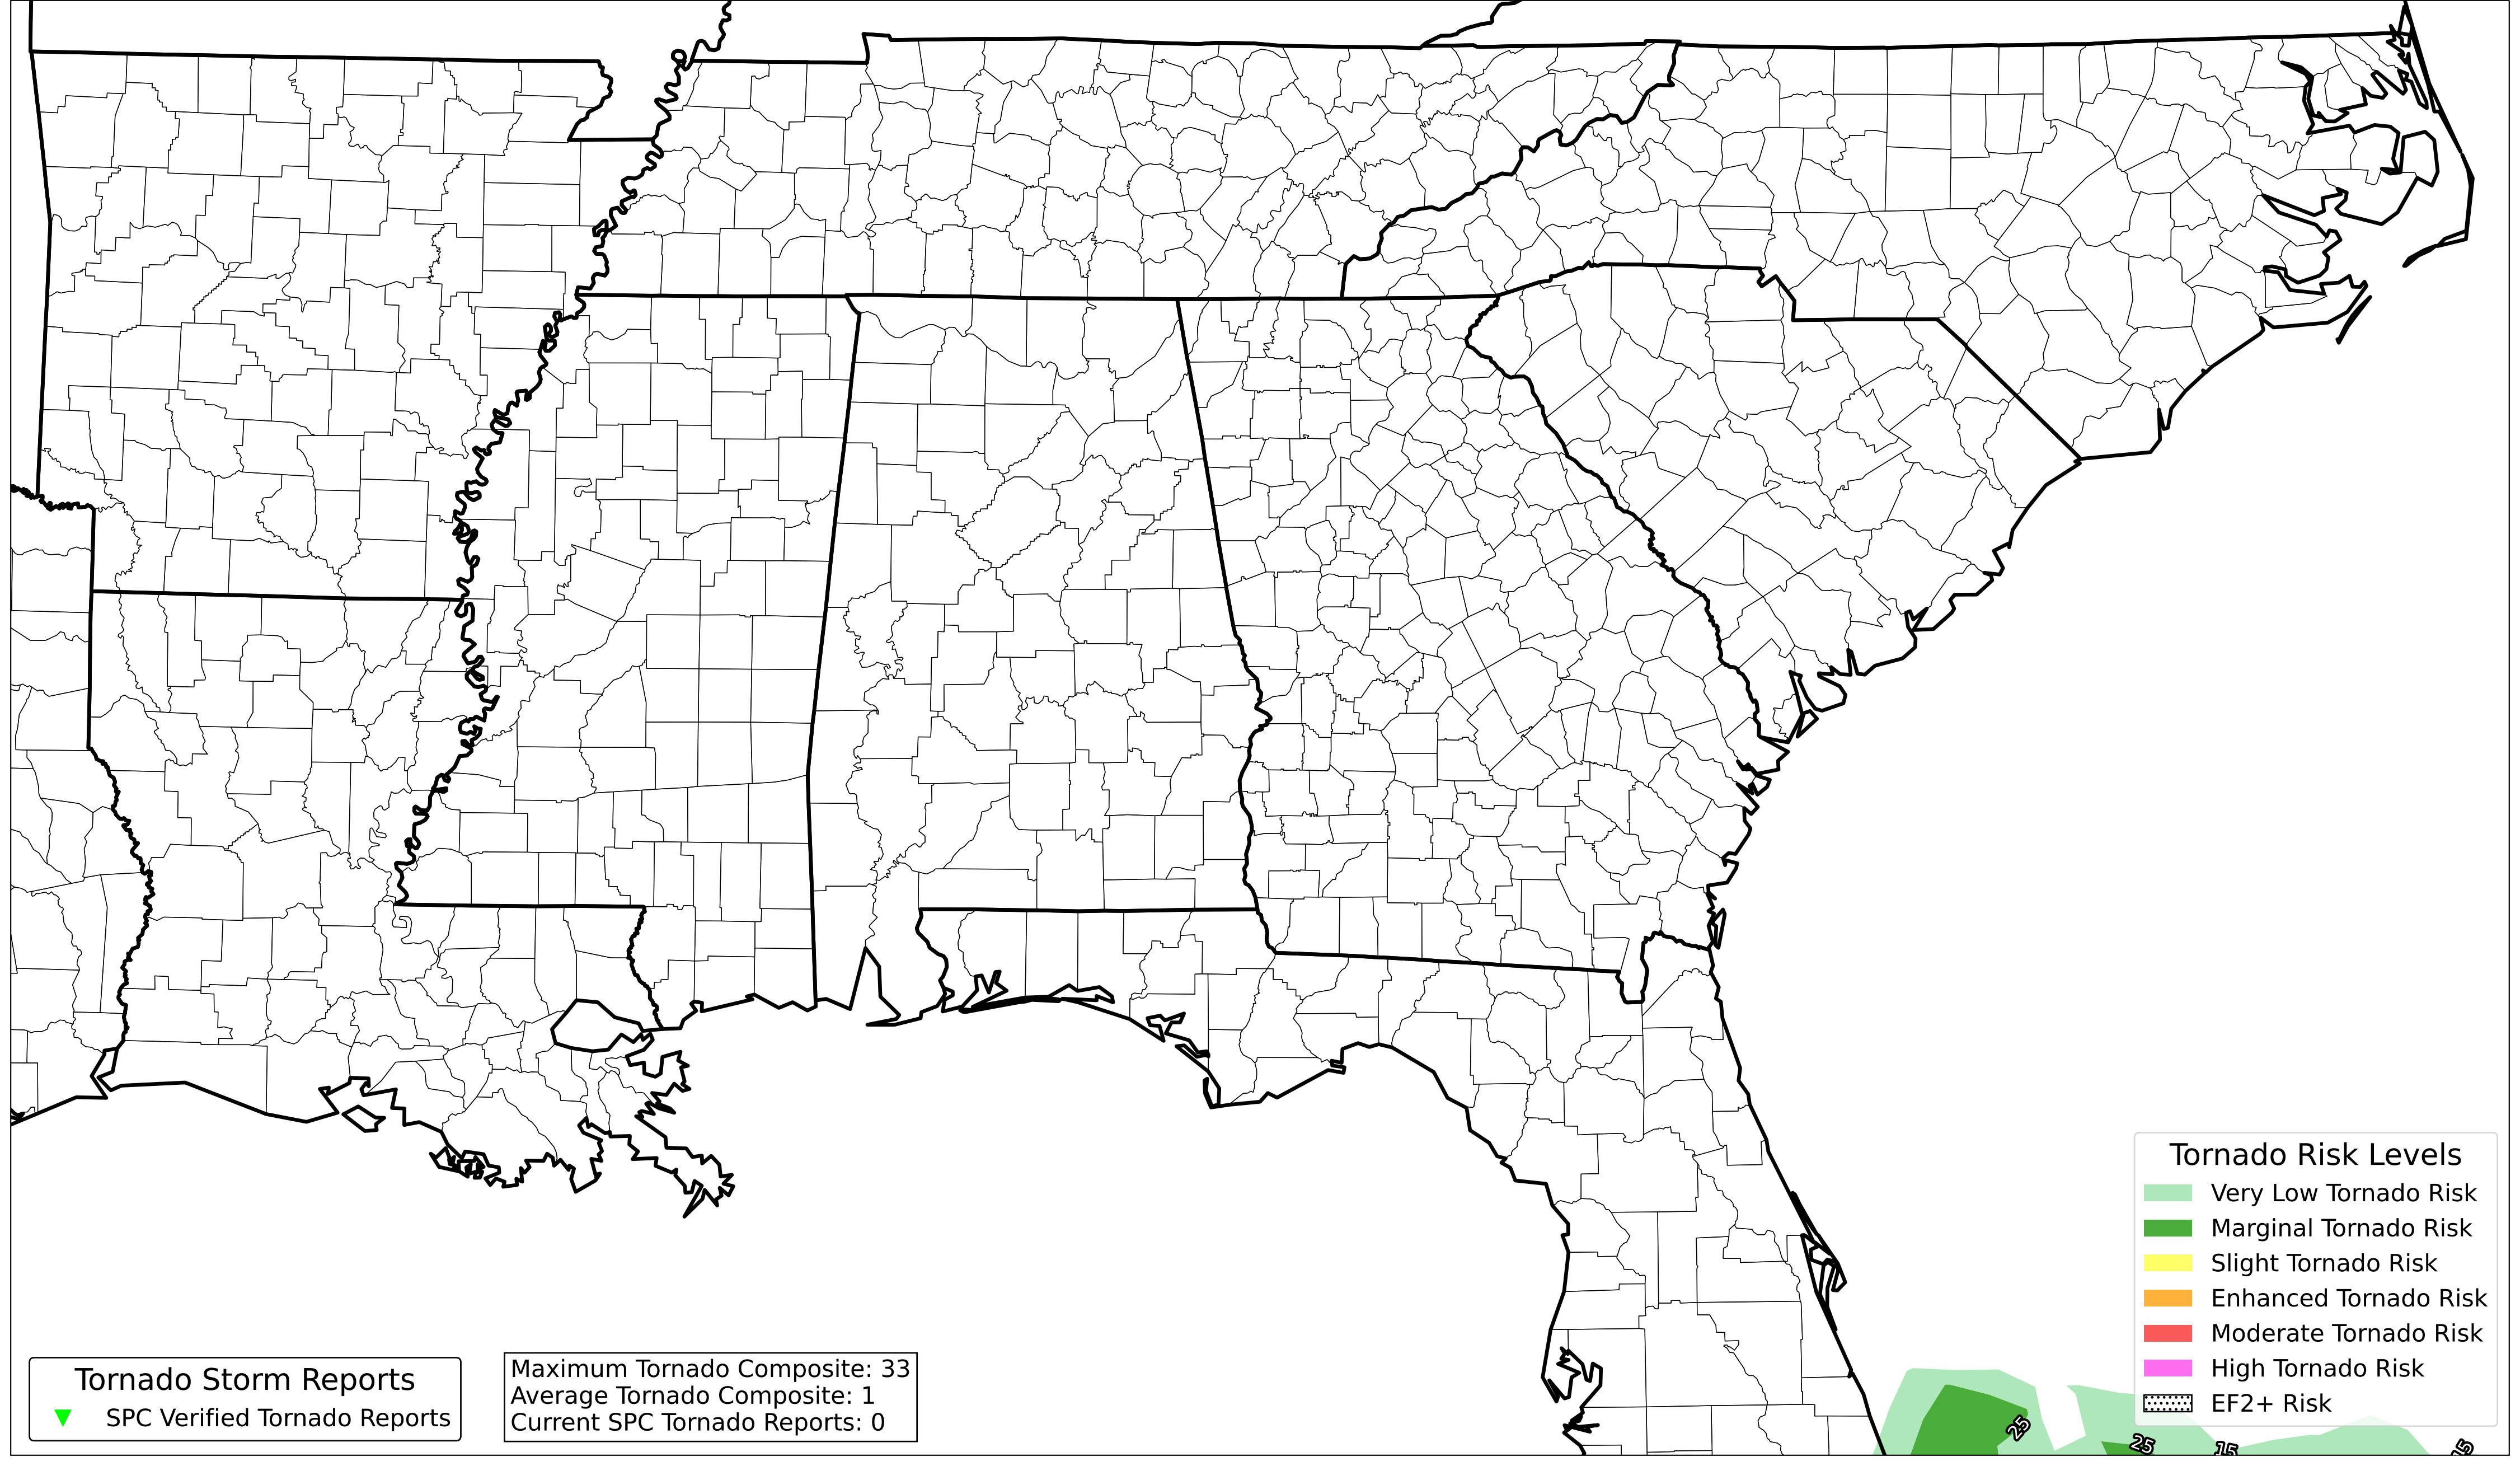 Tornado Risk Levels
Very Low Tornado Risk
Marginal Tornado Risk
Slight Tornado Risk
Enhanced Tornado Risk
Moderate Tornado Risk
High Tornado Risk
EF2+ Risk
Tornado Storm Reports
SPC Verified Tornado Reports
Maximum Tornado Composite: 33
Average Tornado Composite: 1
Current SPC Tornado Reports: 0
25
25
15
15